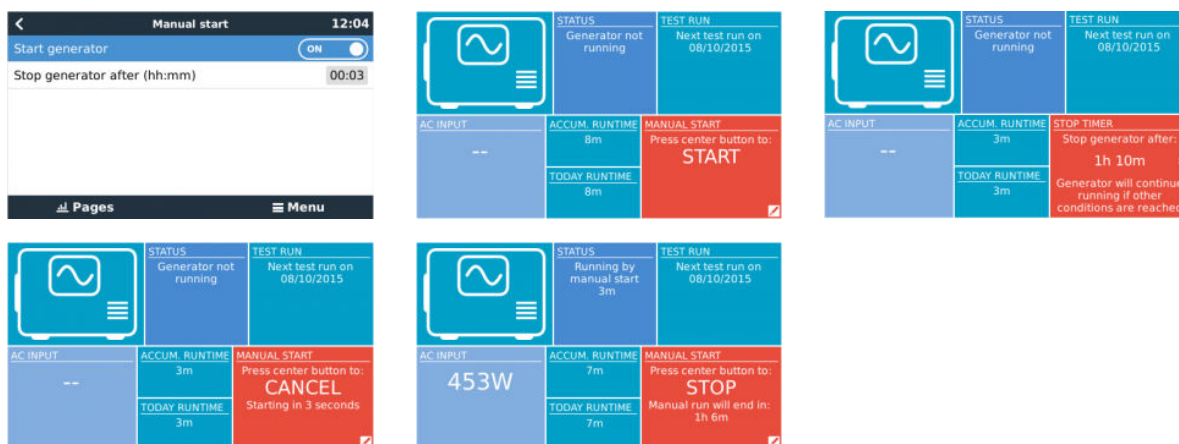 Manual start
12:04
Start generator
ON
Stop generator after (hh:mm)
00:03
Pages
Menu
STATUS
Generator not
running
TEST RUN
Next test run on
08/10/2015
AC INPUT
--
ACCUM. RUNTIME
8m
TODAY RUNTIME
8m
MANUAL START
Press center button to:
START
STATUS
Generator not
running
TEST RUN
Next test run on
08/10/2015
AC INPUT
--
ACCUM. RUNTIME
3m
TODAY RUNTIME
3m
STOP TIMER
Stop generator after:
1h 10m
Generator will continue
running if other
conditions are reached
STATUS
Generator not
running
TEST RUN
Next test run on
08/10/2015
AC INPUT
--
ACCUM. RUNTIME
3m
TODAY RUNTIME
3m
MANUAL START
Press center button to:
CANCEL
Starting in 3 seconds
STATUS
Running by
manual start
3m
TEST RUN
Next test run on
08/10/2015
AC INPUT
453W
ACCUM. RUNTIME
7m
TODAY RUNTIME
7m
MANUAL START
Press center button to:
STOP
Manual run will end in:
1h 6m